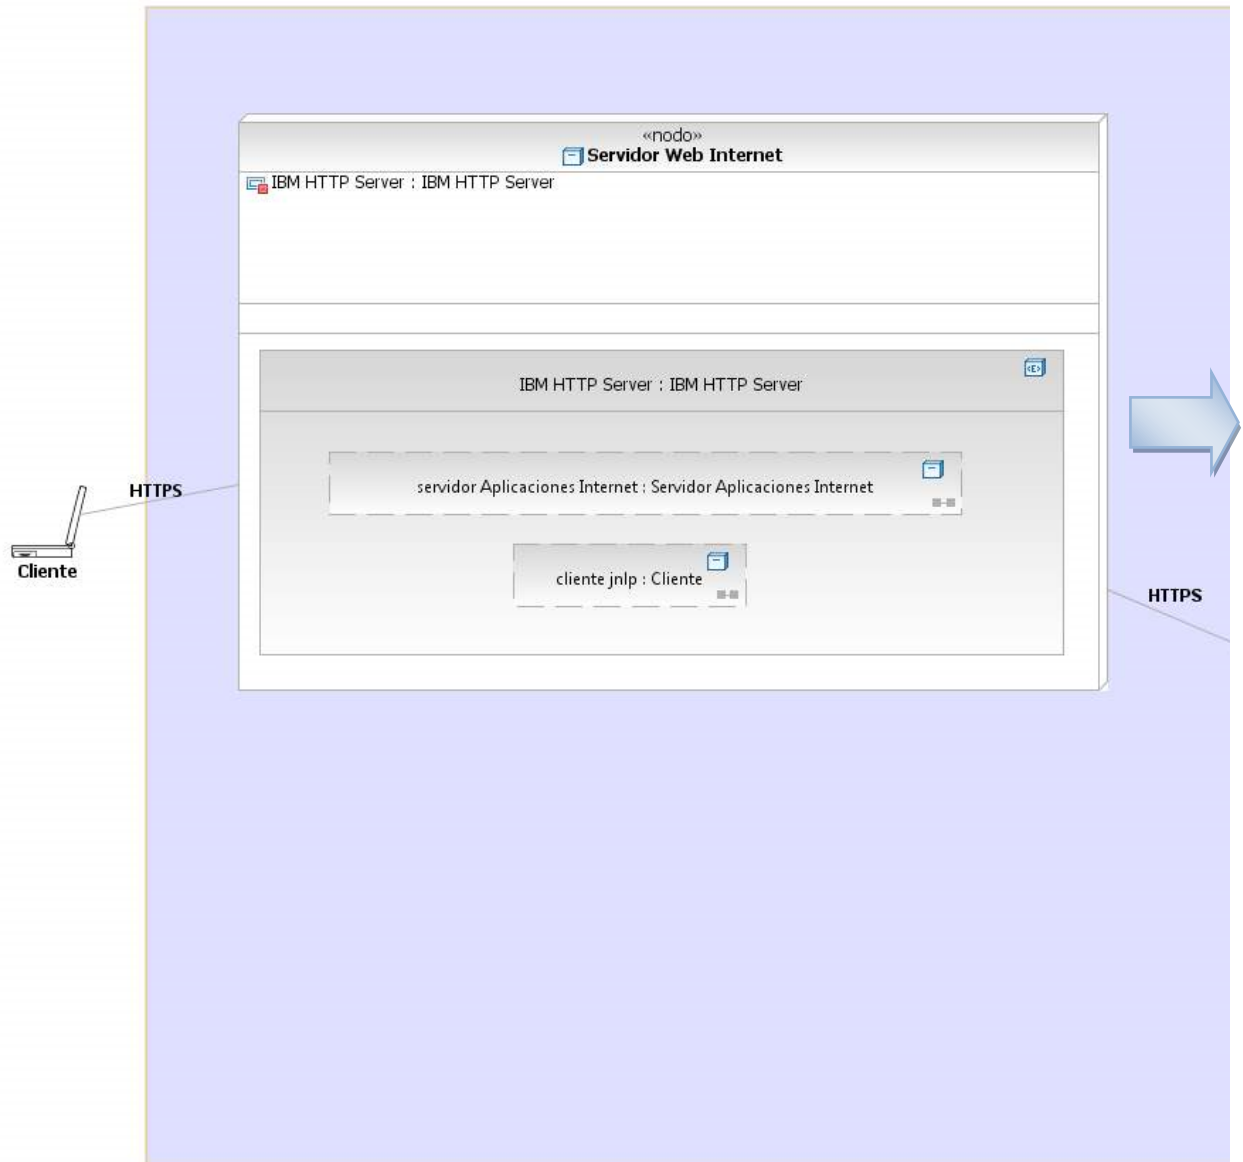 «nodo»
Servidor Web Internet
IBM HTTP Server : IBM HTTP Server
IBM HTTP Server : IBM HTTP Server
servidor Aplicaciones Internet : Servidor Aplicaciones Internet
HTTPS
Cliente
cliente jnlp : Cliente
HTTPS